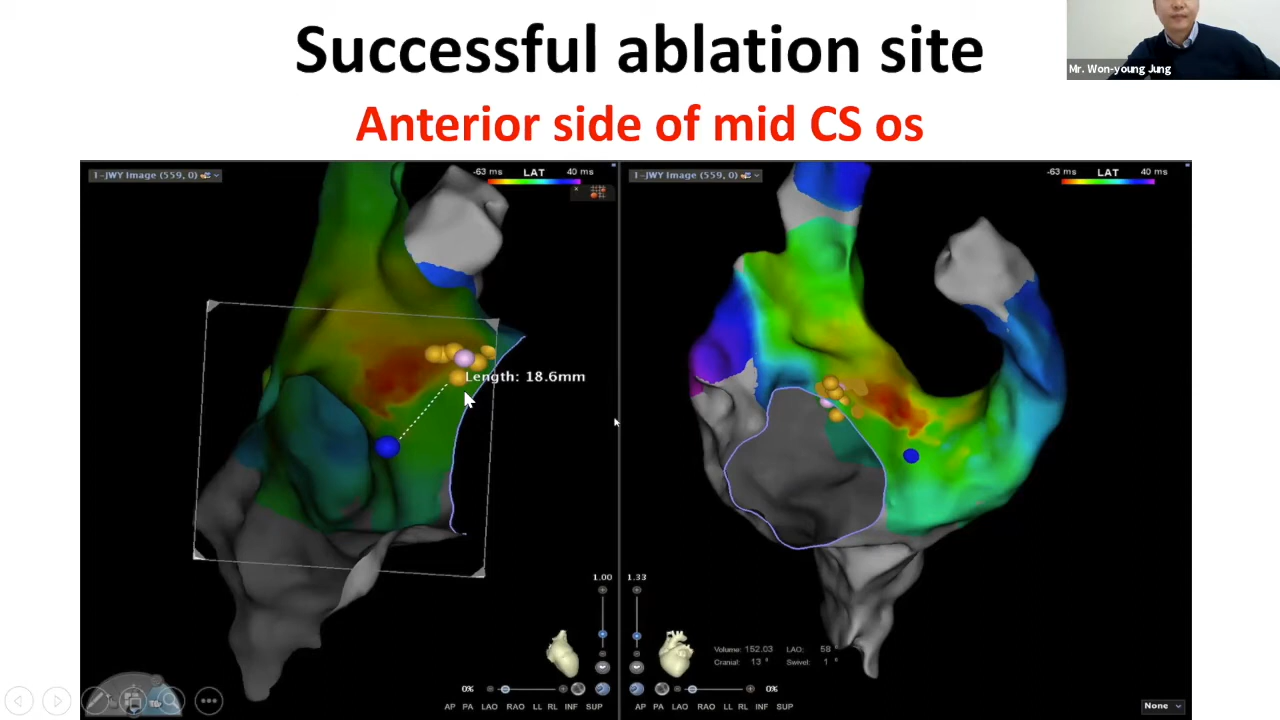 Successful ablation site
Mr. Won-young Jung
Anterior side of mid CS os
1-JWY Image (559, 0)
-63 ms LAT 40 ms
1-JWY Image (559, 0)
-63 ms LAT 40 ms
Length: 18.6mm
1.00
1.33
Volume: 152.03 LAO: 58 °
Cranial: 13 ° Swivel: 1 °
0%
0%
AP PA LAO RAO LL RL INF SUP
AP PA LAO RAO LL RL INF SUP
None